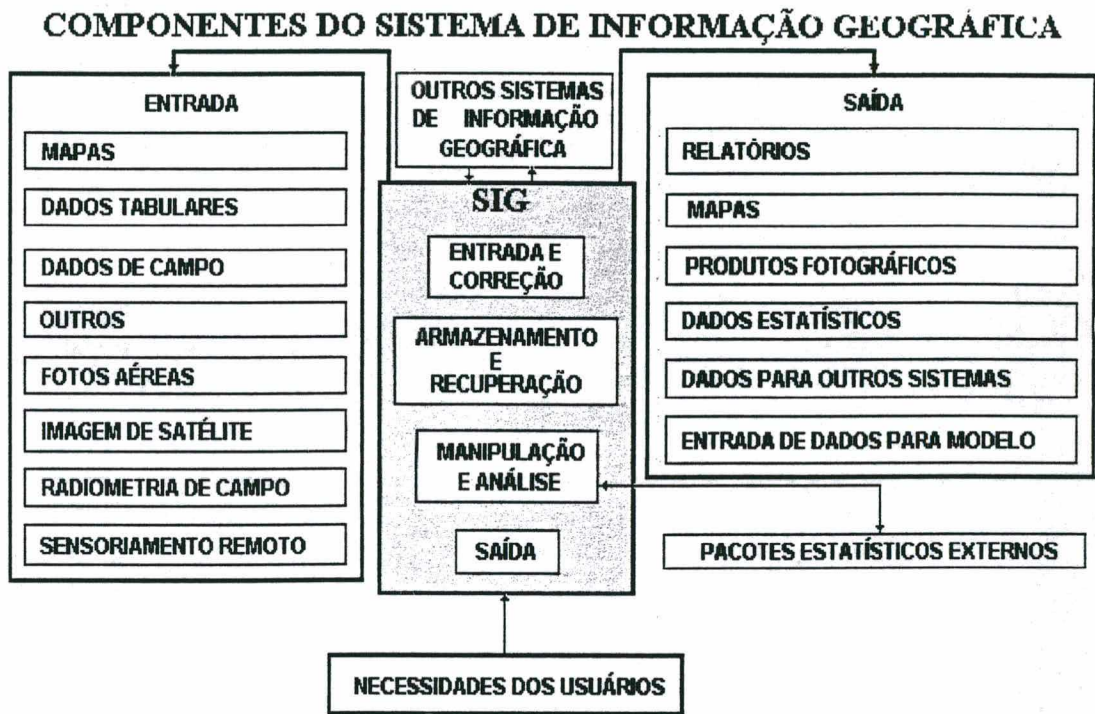 COMPONENTES DO SISTEMA DE INFORMAÇÃO GEOGRÁFICA
ENTRADA
MAPAS
DADOS TABULARES
DADOS DE CAMPO
OUTROS
FOTOS AÉREAS
IMAGEM DE SATÉLITE
RADIOMETRIA DE CAMPO
SENSORIAMENTO REMOTO
OUTROS SISTEMAS
DE INFORMAÇÃO
GEOGRÁFICA
SIG
ENTRADA E
CORREÇÃO
ARMAZENAMENTO
E
RECUPERAÇÃO
MANIPULAÇÃO
E ANÁLISE
SAÍDA
SAÍDA
RELATÓRIOS
MAPAS
PRODUTOS FOTOGRÁFICOS
DADOS ESTATÍSTICOS
DADOS PARA OUTROS SISTEMAS
ENTRADA DE DADOS PARA MODELO
PACOTES ESTATÍSTICOS EXTERNOS
NECESSIDADES DOS USUÁRIOS